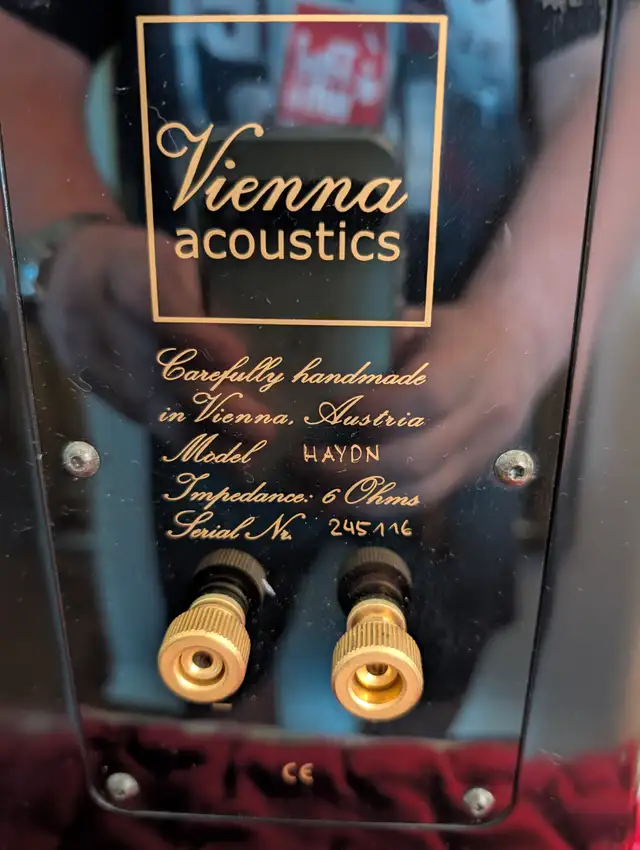 Vienna
acoustics
Carefully handmade
in Vienna, Austria
Model HAYDN
Impedance: 6 Ohms
Serial Nr. 245116
CE